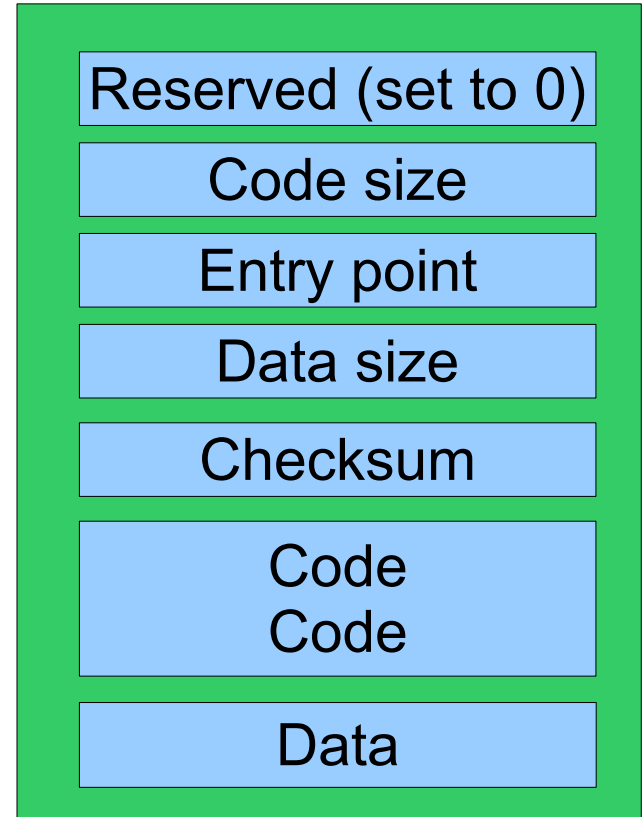 Reserved (set to 0)
Code size
Entry point
Data size
Checksum
Code
Code
Data